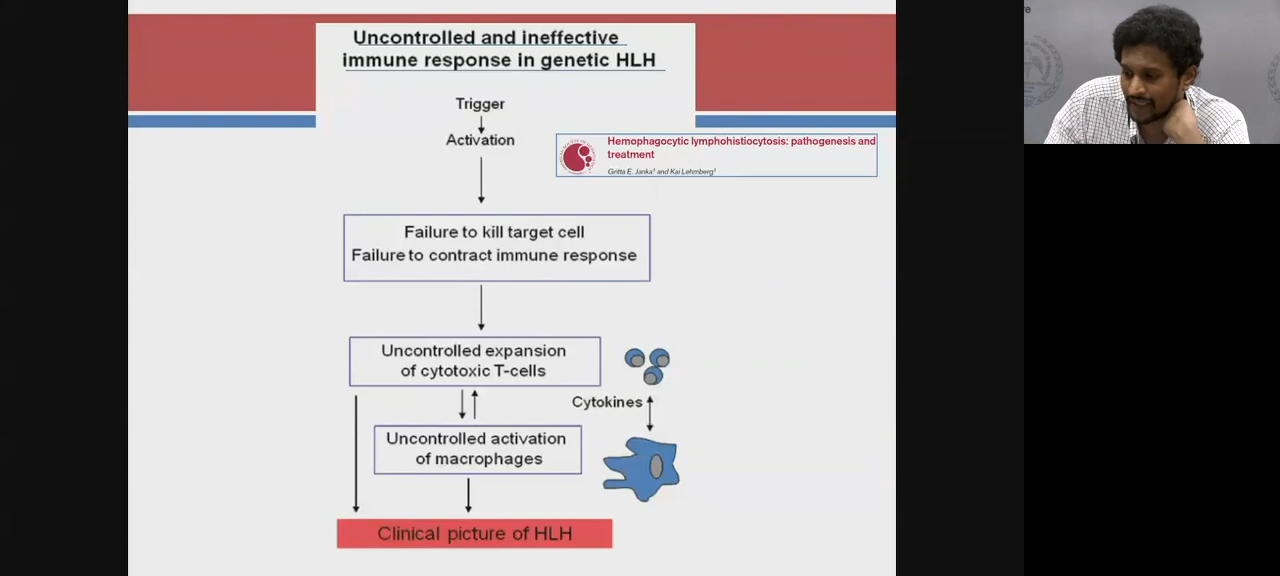 Uncontrolled and ineffective
immune response in genetic HLH
Trigger
Activation
Hemophagocytic lymphohistiocytosis: pathogenesis and
treatment
Gritta E. Janka¹ and Kai Lehmberg¹
Failure to kill target cell
Failure to contract immune response
Uncontrolled expansion
of cytotoxic T-cells
Cytokines
Uncontrolled activation
of macrophages
Clinical picture of HLH